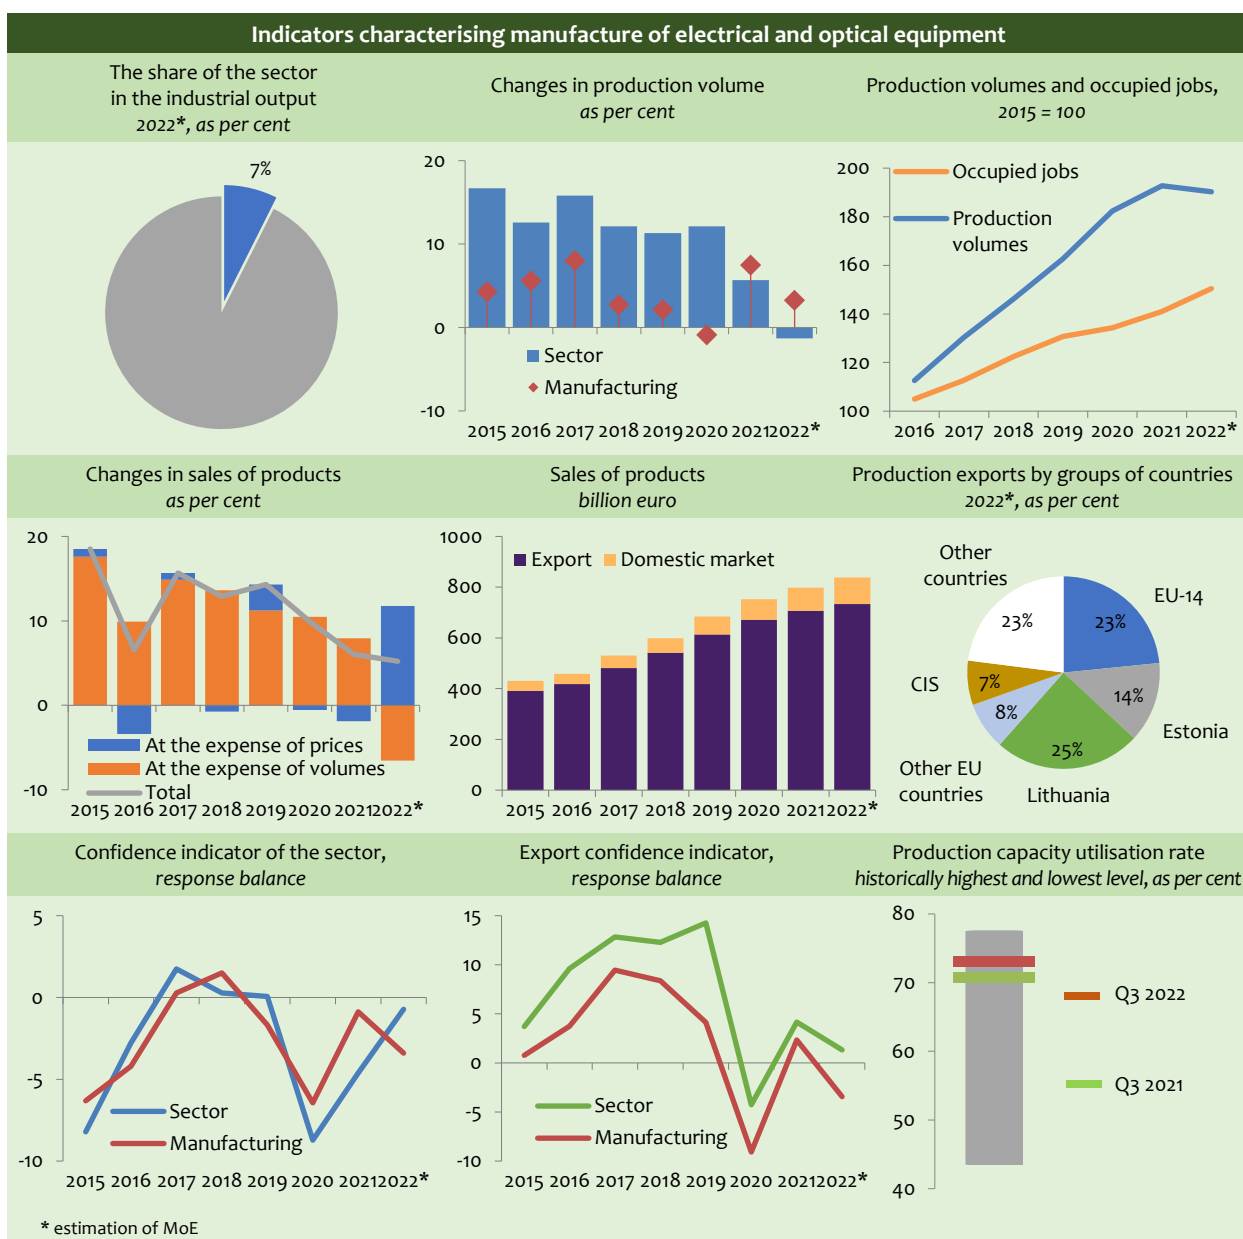 Indicators characterising manufacture of electrical and optical equipment
The share of the sector
in the industrial output
2022*, as per cent
7%
Changes in production volume
as per cent
20
10
0
-10
Sector
Manufacturing
2015 2016 2017 2018 2019 2020 2021 2022*
Production volumes and occupied jobs,
2015 = 100
200
180
160
140
120
100
Occupied jobs
Production
volumes
2016 2017 2018 2019 2020 2021 2022*
Changes in sales of products
as per cent
20
10
0
-10
At the expense of prices
At the expense of volumes
Total
2015 2016 2017 2018 2019 2020 2021 2022*
Sales of products
billion euro
1000
800
600
400
200
0
Export
Domestic market
2015 2016 2017 2018 2019 2020 2021 2022*
Production exports by groups of countries
2022*, as per cent
Other
countries
EU-14
23%
23%
CIS
7%
14%
8%
Estonia
25%
Other EU
countries
Lithuania
Confidence indicator of the sector,
response balance
5
0
-5
-10
Sector
Manufacturing
2015 2016 2017 2018 2019 2020 2021 2022*
Export confidence indicator,
response balance
15
10
5
0
-5
-10
Sector
Manufacturing
2015 2016 2017 2018 2019 2020 2021 2022*
Production capacity utilisation rate
historically highest and lowest level, as per cent
80
70
60
50
40
Q3 2022
Q3 2021
* estimation of MoE